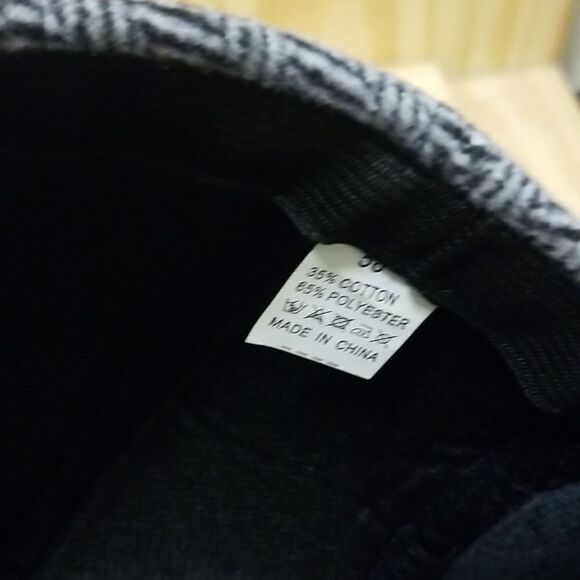 35% COTTON
65% POLYESTER
MADE IN CHINA